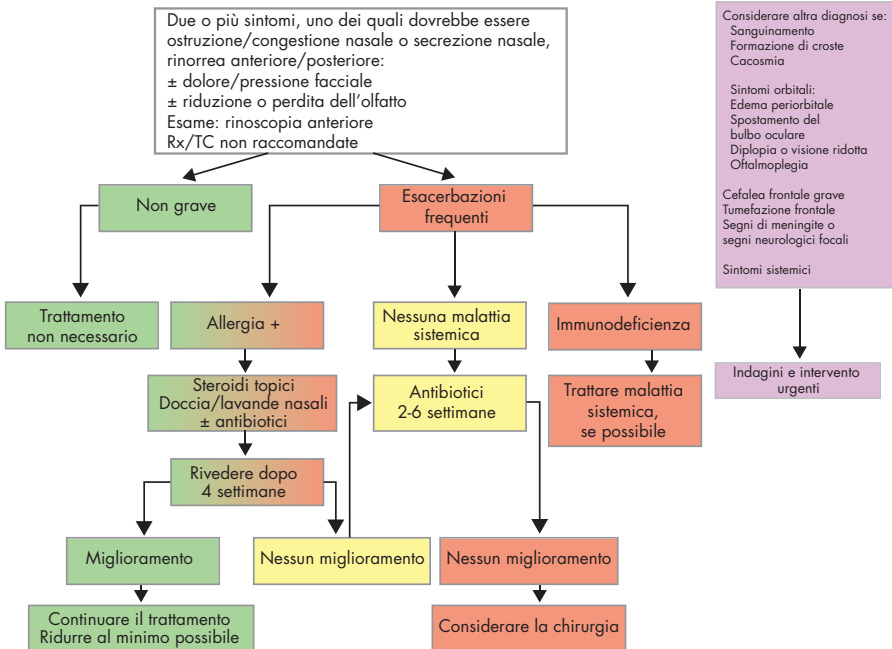 Due o più sintomi, uno dei quali dovrebbe essere
ostruzione/congestione nasale o secrezione nasale,
rinorrea anteriore/posteriore:
± dolore/pressione facciale
± riduzione o perdita dell'olfatto
Esame: rinoscopia anteriore
Rx/TC non raccomandate
Considerare altra diagnosi se:
Sanguinamento
Formazione di croste
Cacosmia
Sintomi orbitali:
Edema periorbitale
Spostamento del
bulbo oculare
Diplopia o visione ridotta
Oftalmoplegia
Cefalea frontale grave
Tumefazione frontale
Segni di meningite o
segni neurologici focali
Sintomi sistemici
Non grave
Esacerbazioni
frequenti
Trattamento
non necessario
Allergia +
Nessuna malattia
sistemica
Immunodeficienza
Indagini e intervento
urgenti
Steroidi topici
Doccia/lavande nasali
± antibiotici
Antibiotici
2-6 settimane
Trattare malattia
sistemica,
se possibile
Rivedere dopo
4 settimane
Miglioramento
Nessun miglioramento
Nessun miglioramento
Continuare il trattamento
Ridurre al minimo possibile
Considerare la chirurgia